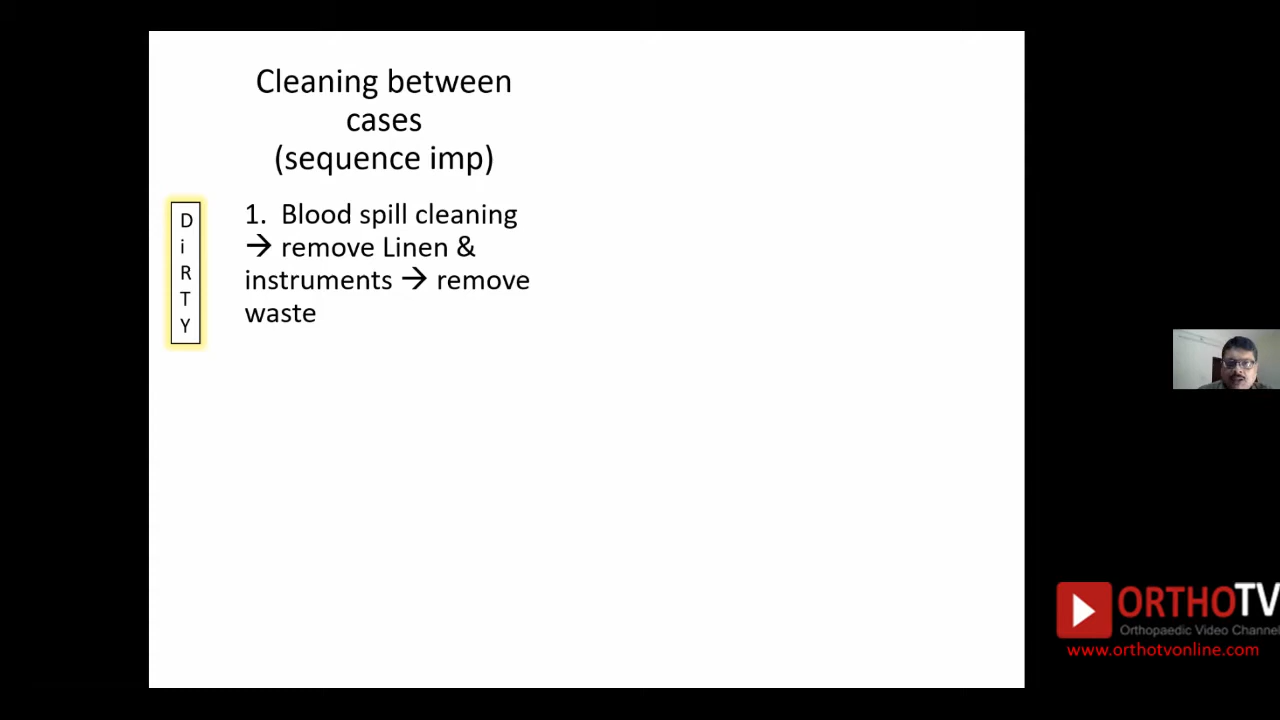 Cleaning between
cases
(sequence imp)
D
i
R
T
Y
1. Blood spill cleaning
→ remove Linen &
instruments → remove
waste
ORTHOTV
Orthopaedic Video Channel
www.orthotvonline.com